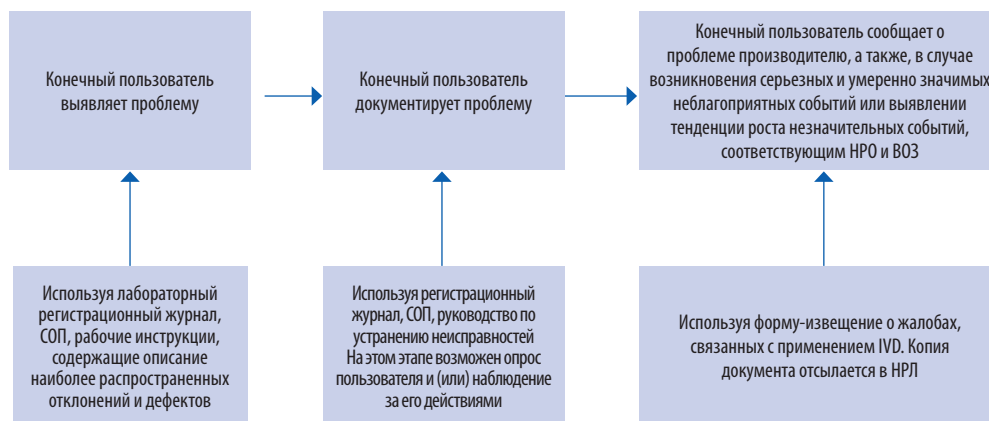 Конечный пользователь
выявляет проблему
Конечный пользователь
документирует проблему
Конечный пользователь сообщает о
проблеме производителю, а также, в случае
возникновения серьезных и умеренно значимых
неблагоприятных событий или выявлении
тенденции роста незначительных событий,
соответствующим НРО и ВОЗ
Используя лабораторный
регистрационный журнал,
СОП, рабочие инструкции,
содержащие описание
наиболее распространенных
отклонений и дефектов
Используя регистрационный
журнал, СОП, руководство по
устранению неисправностей
На этом этапе возможен опрос
пользователя и (или) наблюдение
за его действиями
Используя форму-извещение о жалобах,
связанных с применением IVD. Копия
документа отсылается в НРЛ